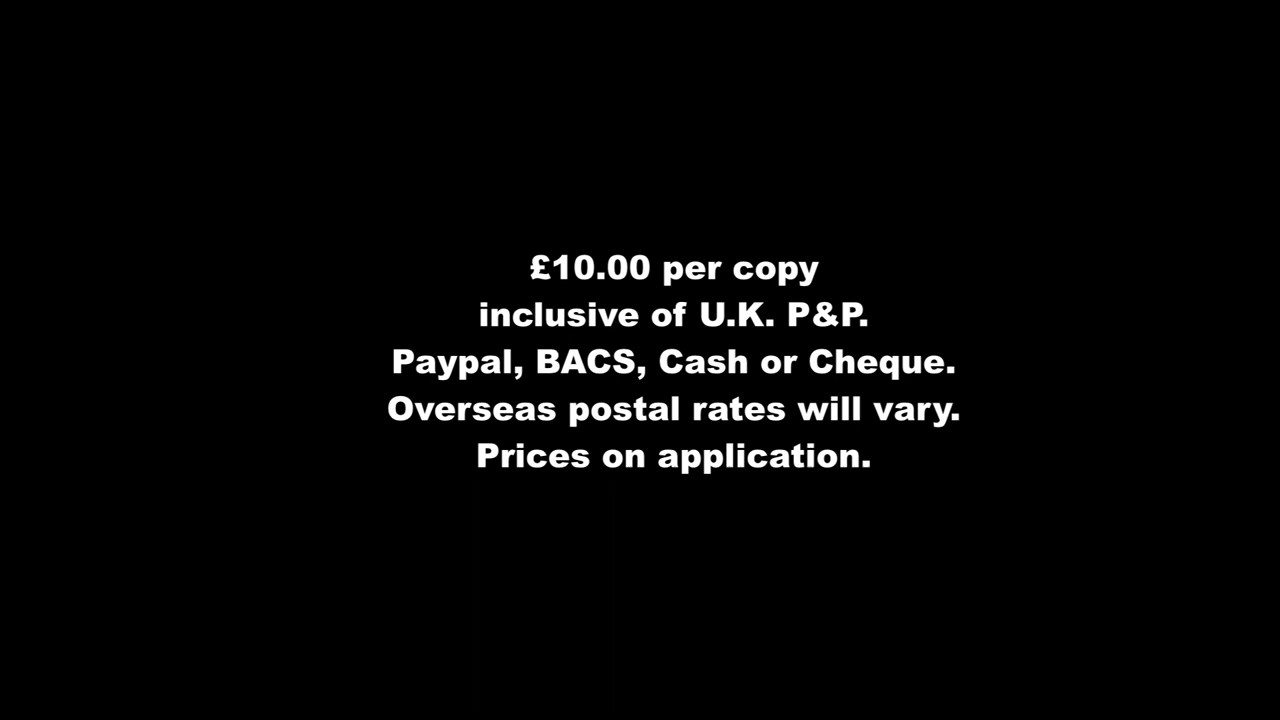 £10.00 per copy
inclusive of U.K. P&P.
Paypal, BACS, Cash or Cheque.
Overseas postal rates will vary.
Prices on application.